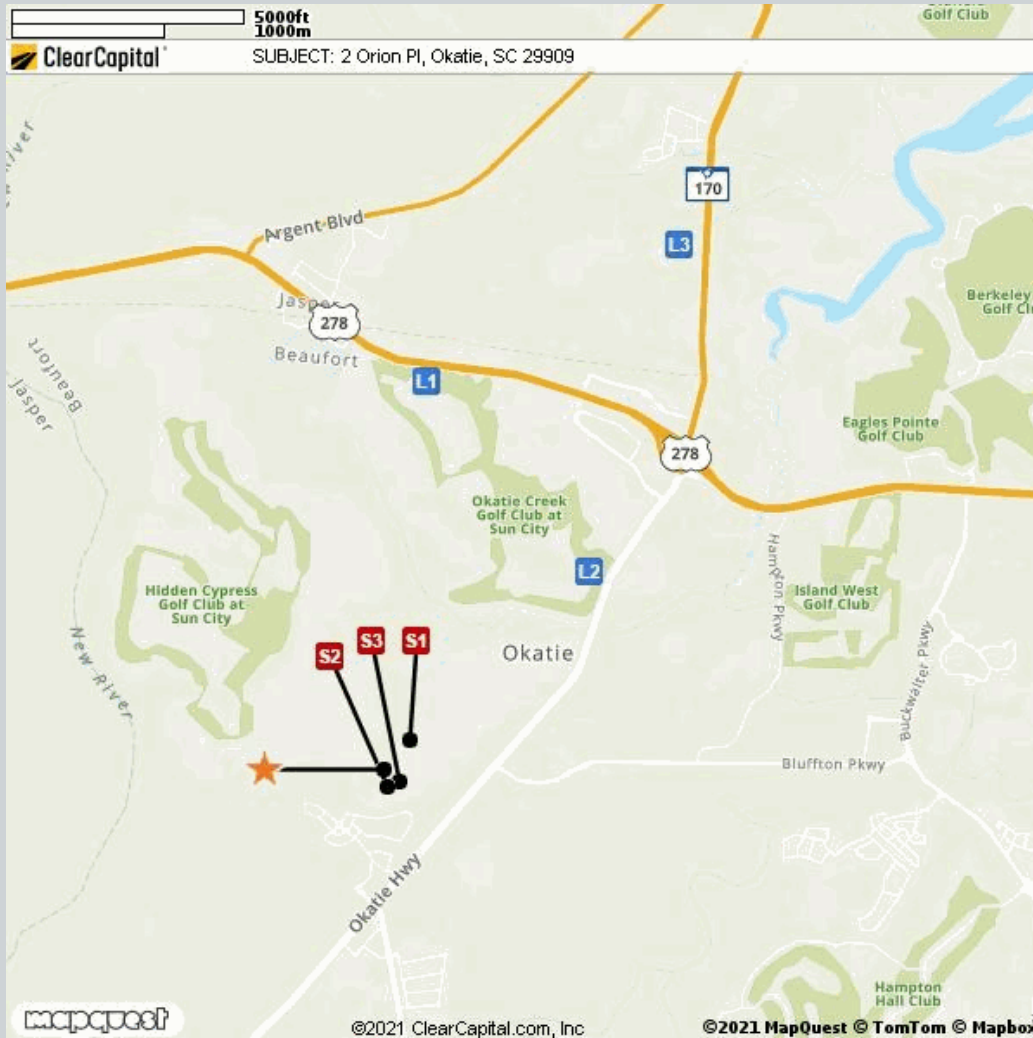 5000ft
1000m
Golf Club
ClearCapital
SUBJECT: 2 Orion Pl, Okatie, SC 29909
170
Argent Blvd
L3
Jasper
278
Beaufort
L1
Beaufort
Jasper
Berkeley
Golf Cl
Eagles Pointe
Golf Club
278
Okatie Creek
Golf Club at
Sun City
L2
Hampton Pkwy
Hidden Cypress
Golf Club at
Sun City
Island West
Golf Club
New River
S2
S3
S1
Okatie
Buckwalter Pkwy
Bluffton Pkwy
Okatie Hwy
Hampton
Hall Club
mapquest
©2021 ClearCapital.com, Inc
©2021 MapQuest © TomTom © Mapbox